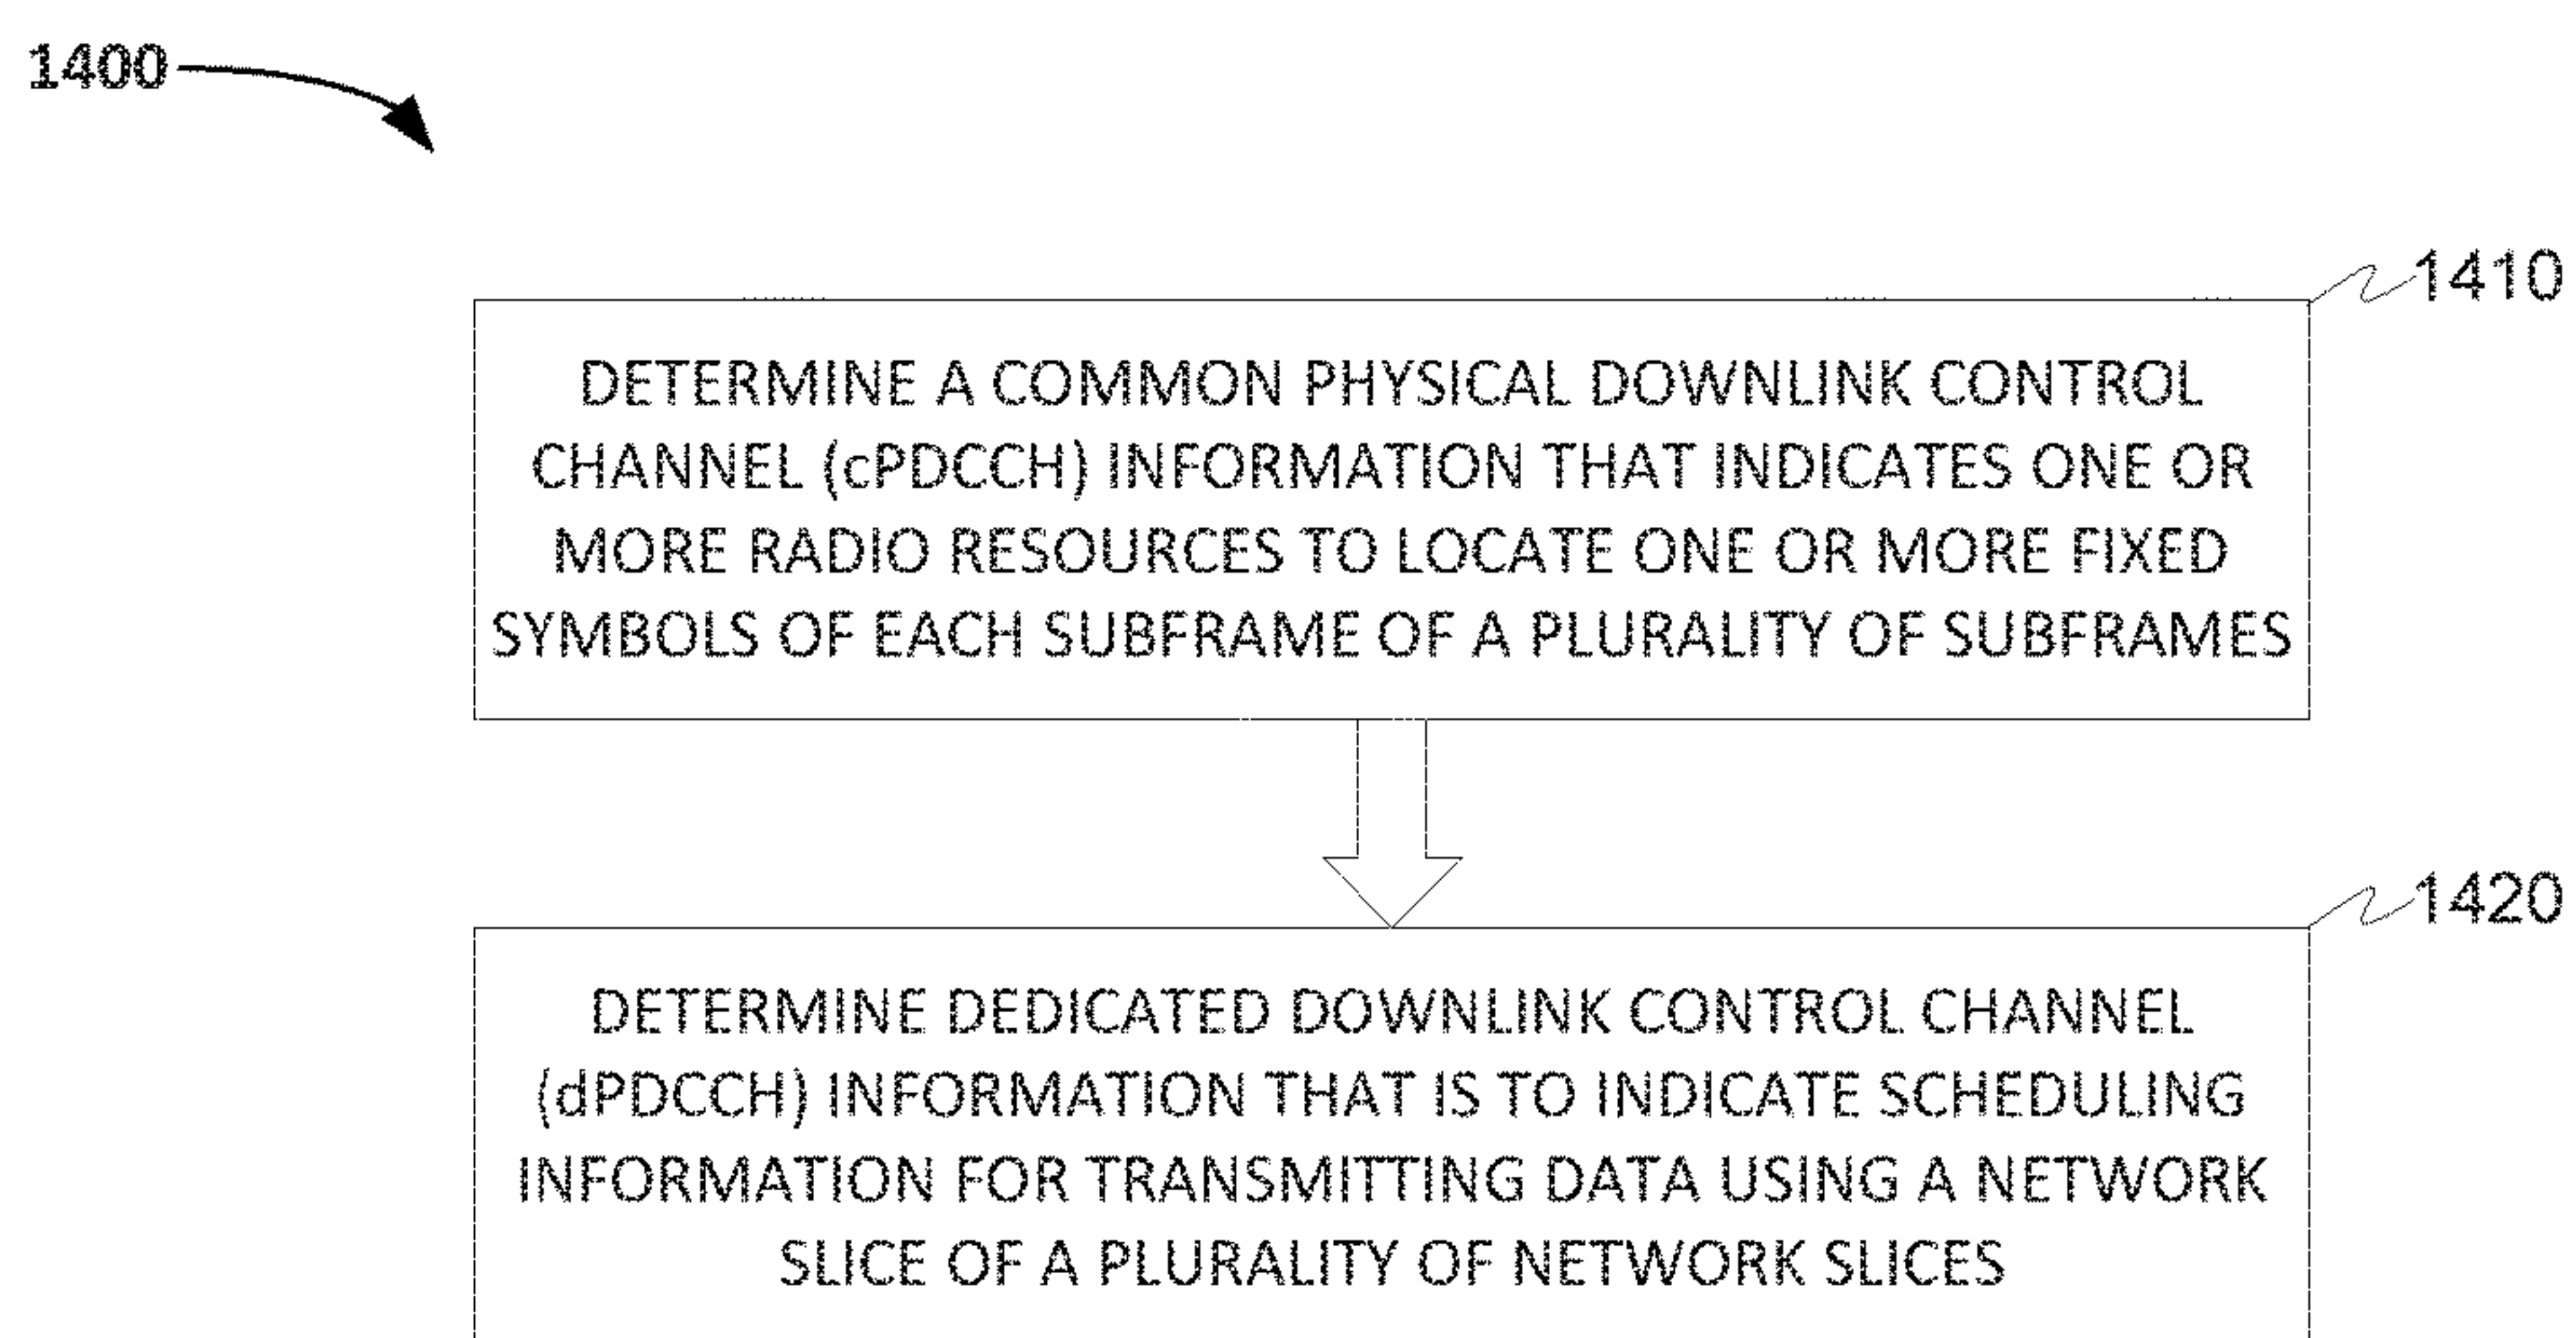 1400
1410
DETERMINE A COMMON PHYSICAL DOWNLINK CONTROL
CHANNEL (cPDCCH) INFORMATION THAT INDICATES ONE OR
MORE RADIO RESOURCES TO LOCATE ONE OR MORE FIXED
SYMBOLS OF EACH SUBFRAME OF A PLURALITY OF SUBFRAMES
1420
DETERMINE DEDICATED DOWNLINK CONTROL CHANNEL
(dPDCCH) INFORMATION THAT IS TO INDICATE SCHEDULING
INFORMATION FOR TRANSMITTING DATA USING A NETWORK
SLICE OF A PLURALITY OF NETWORK SLICES